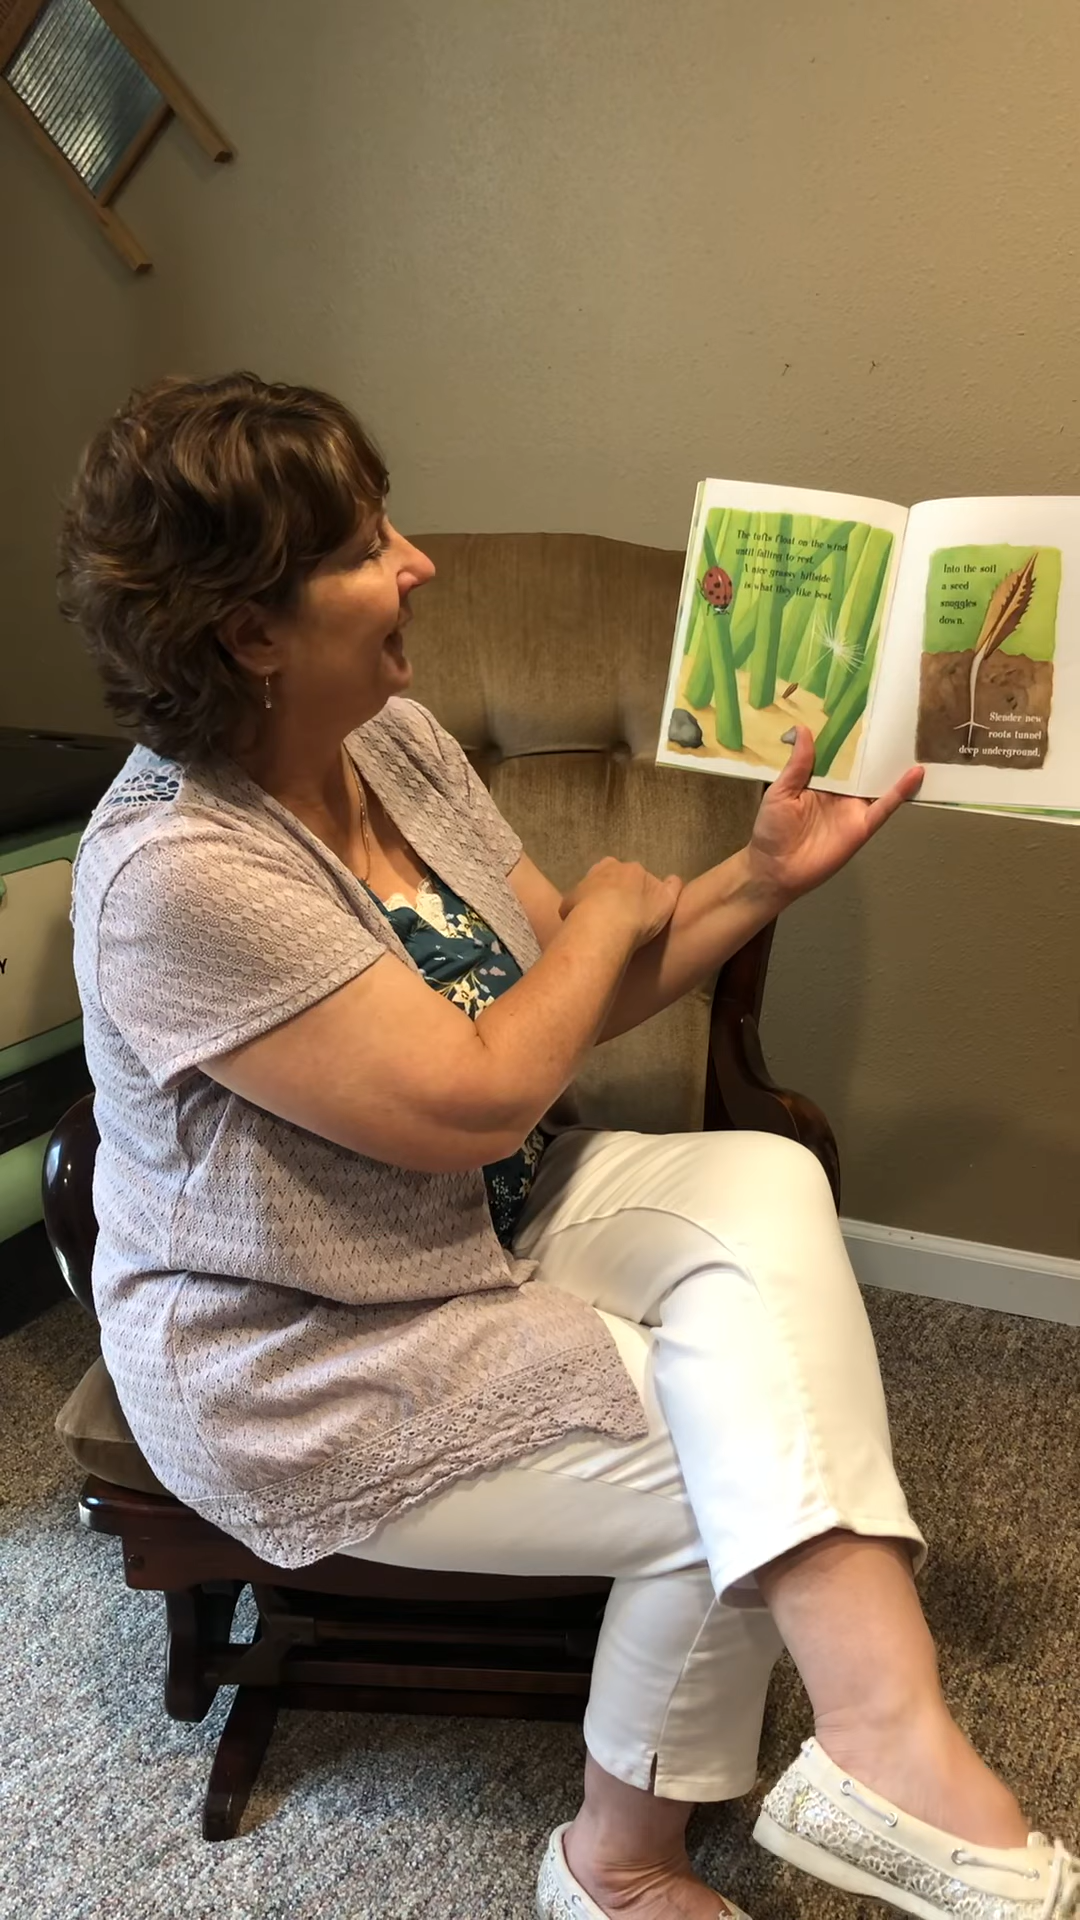 The tufts float on the wind
until falling to rest.
A nice grassy hillside
is what they like best.
Into the soil
a seed
snuggles
down.
Slender new
roots tunnel
deep underground.
Y